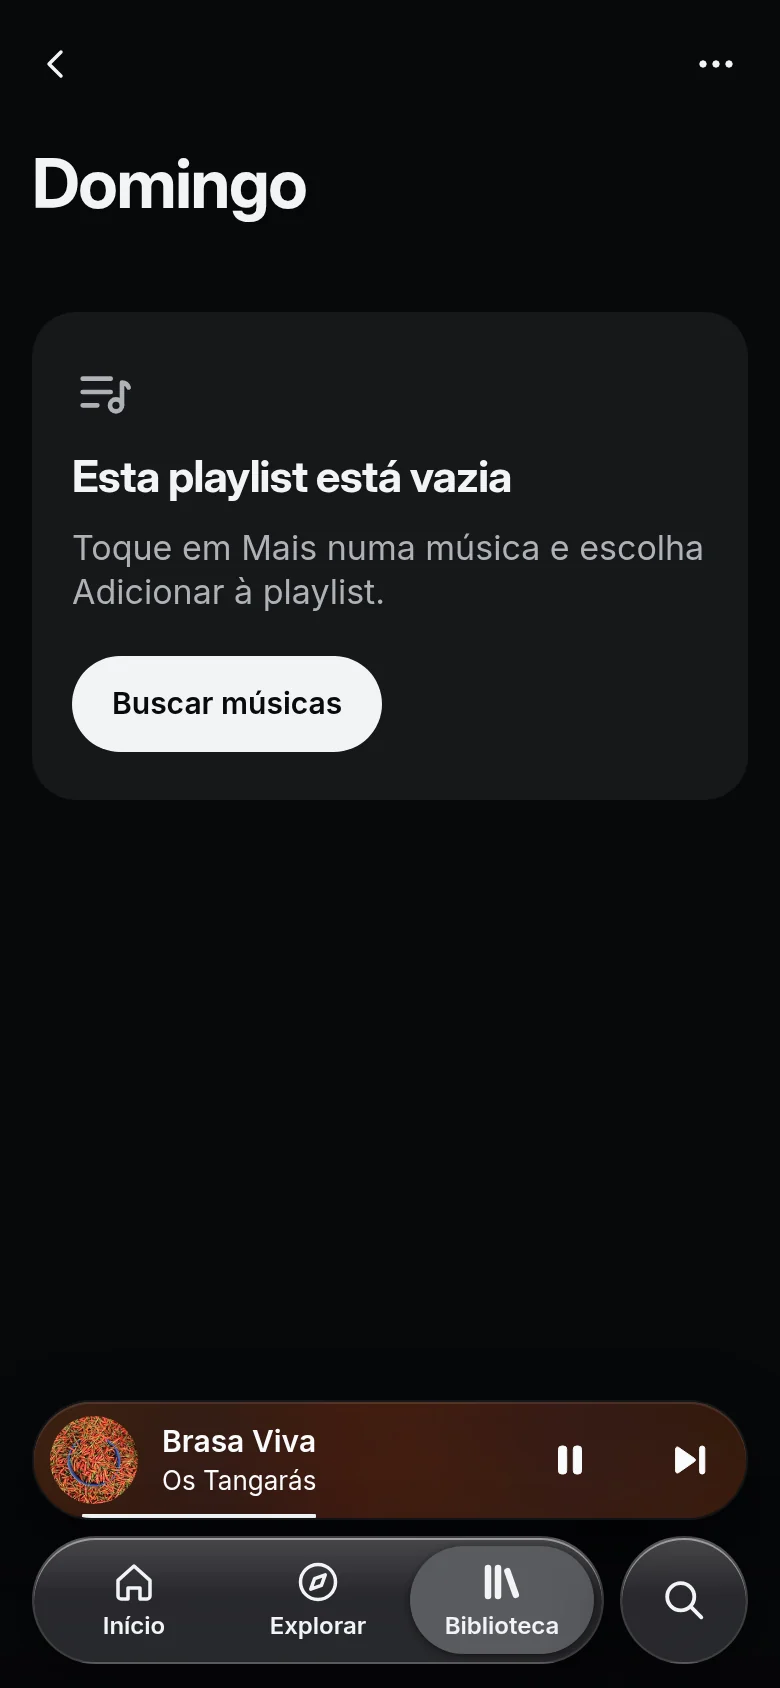 Domingo
Esta playlist está vazia
Toque em Mais numa música e escolha
Adicionar à playlist.
Buscar músicas
Brasa Viva
Os Tangarás
Início
Explorar
Biblioteca